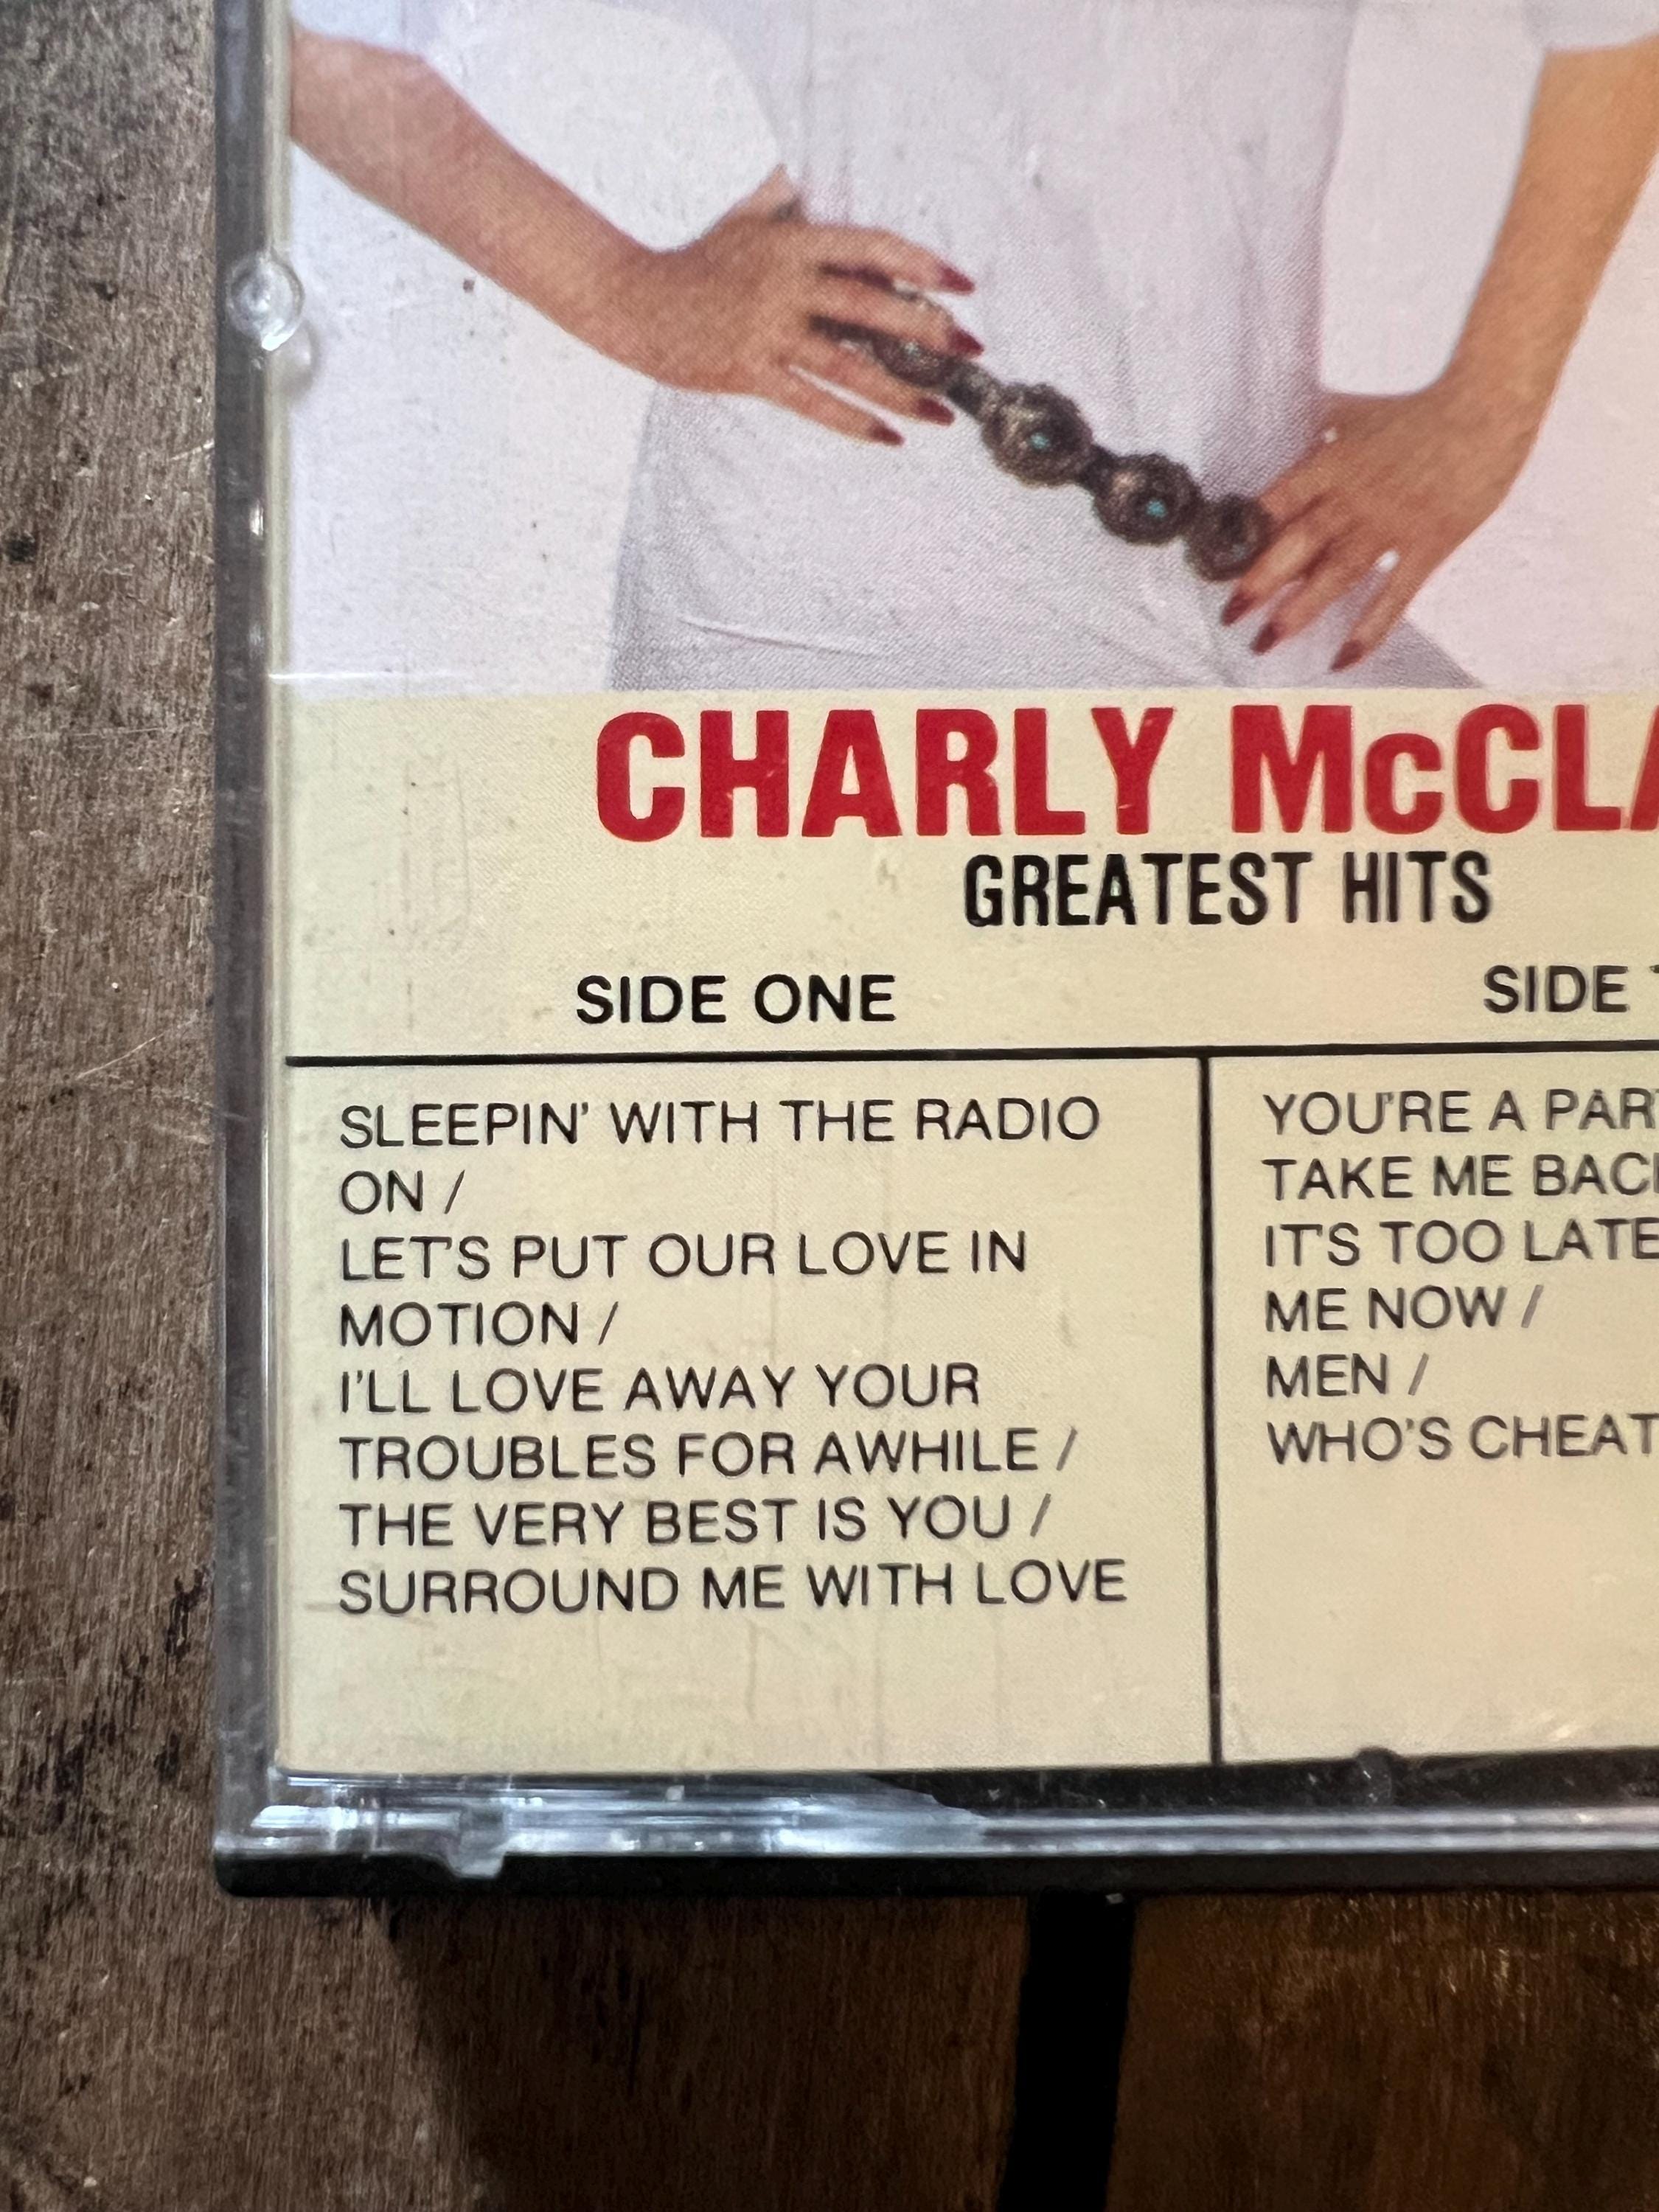 CHARLY McCLA
GREATEST HITS
SIDE ONE
SLEEPIN' WITH THE RADIO
ON /
LET'S PUT OUR LOVE IN
MOTION /
I'LL LOVE AWAY YOUR
TROUBLES FOR AWHILE /
THE VERY BEST IS YOU /
SURROUND ME WITH LOVE
SIDE
YOU'RE A PAR
TAKE ME BAC
IT'S TOO LATE
ME NOW /
MEN /
WHO'S CHEAT